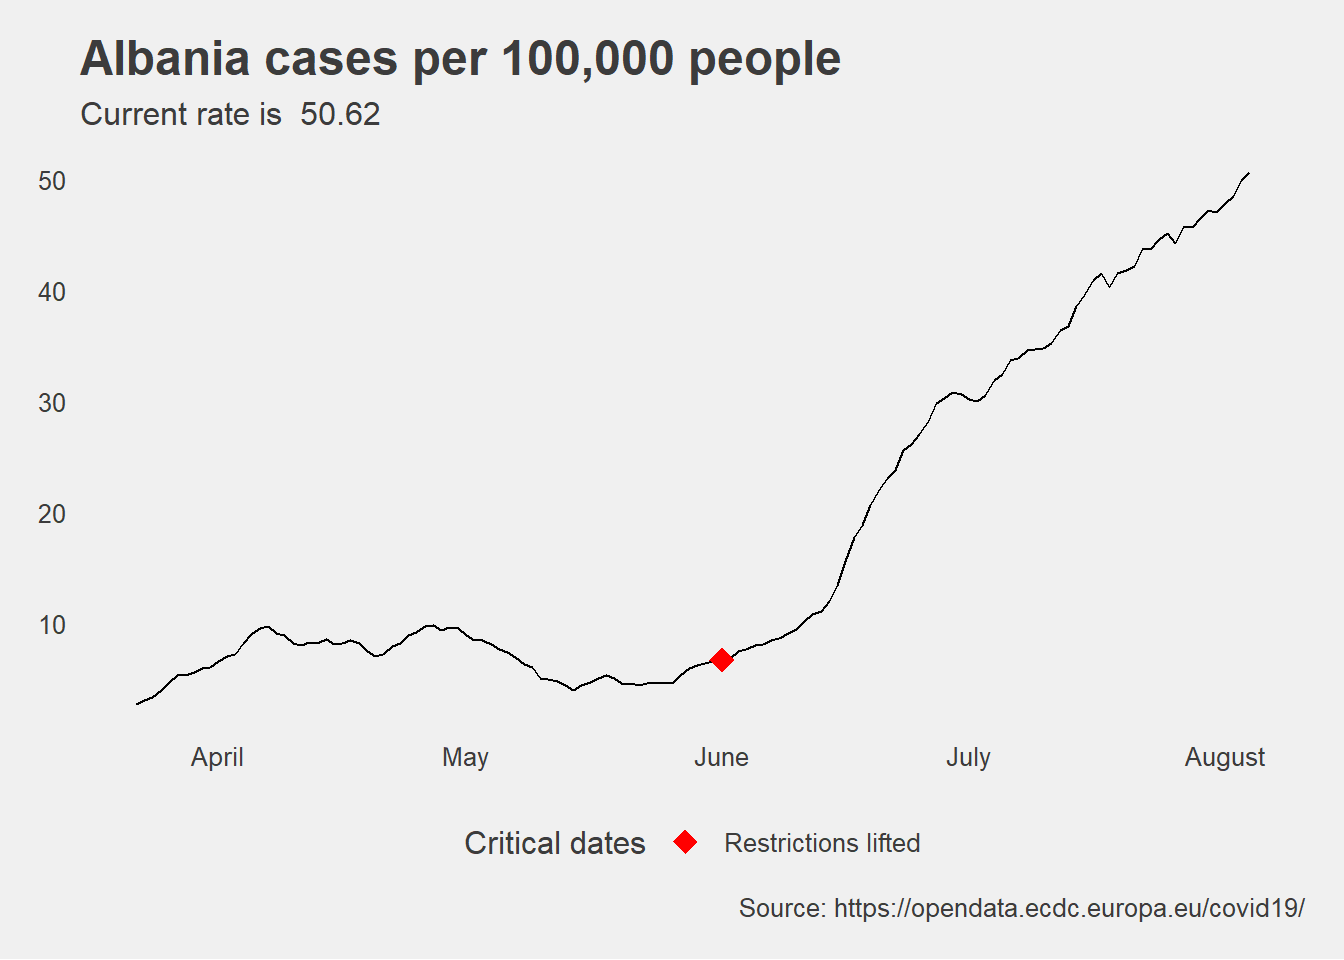 Albania cases per 100,000 people
Current rate is  50.62
50
40
30
20
10
April May June July August
Critical dates Restrictions lifted
Source: https://opendata.ecdc.europa.eu/covid19/